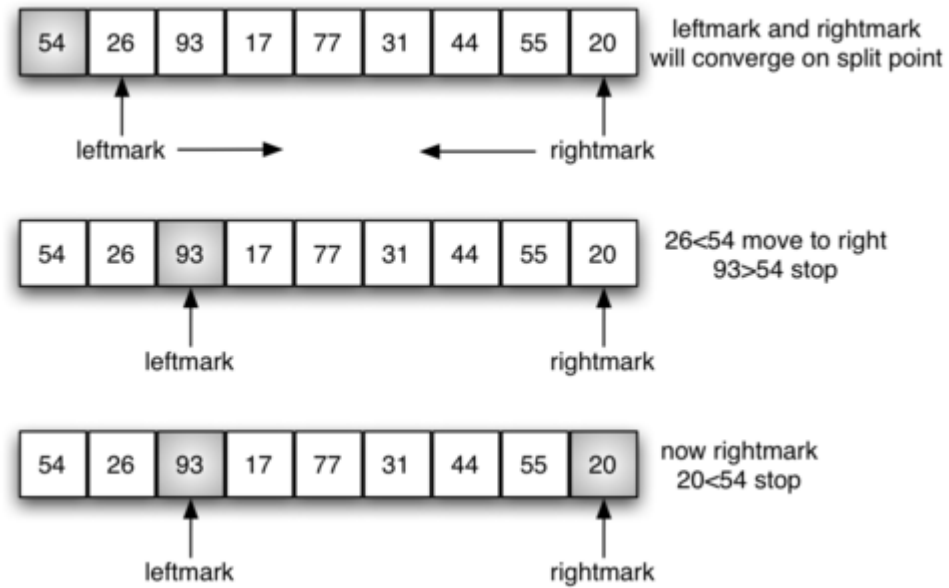 54 26 93 17 77 31 44 55 20
leftmark and rightmark
will converge on split point
leftmark
rightmark
54 26 93 17 77 31 44 55 20
26<54 move to right
93>54 stop
leftmark
rightmark
54 26 93 17 77 31 44 55 20
now rightmark
20<54 stop
leftmark
rightmark